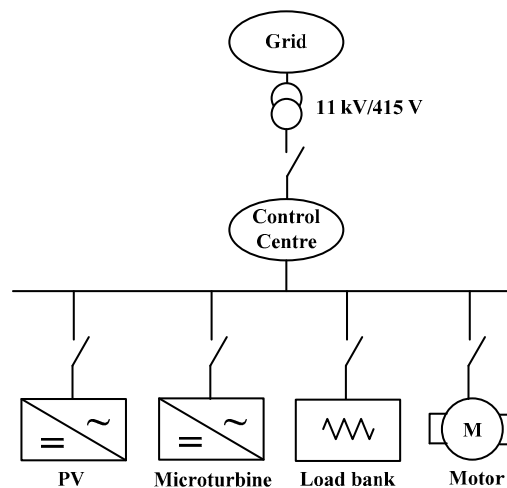 Grid
11 kV/415 V
Control
Centre
M
PV
Microturbine
Load bank
Motor